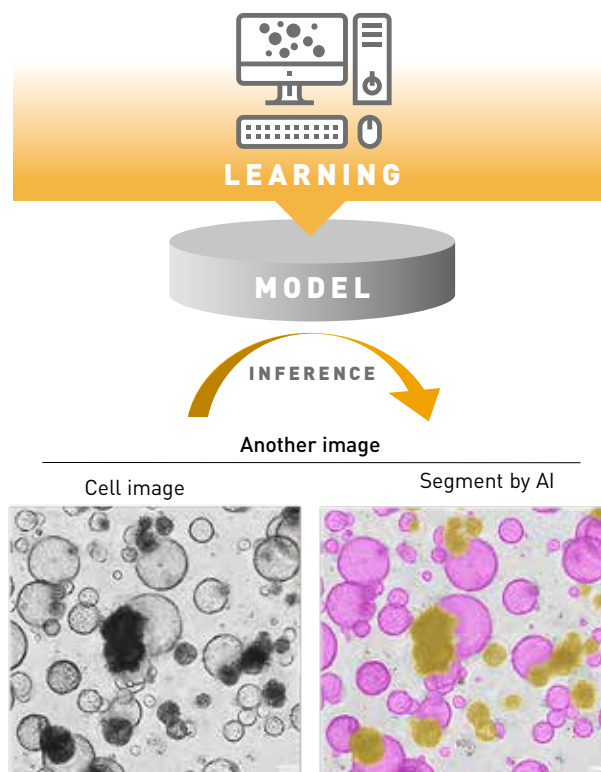 LEARNING
MODEL
INFERENCE
Another image
Cell image
Segment by AI